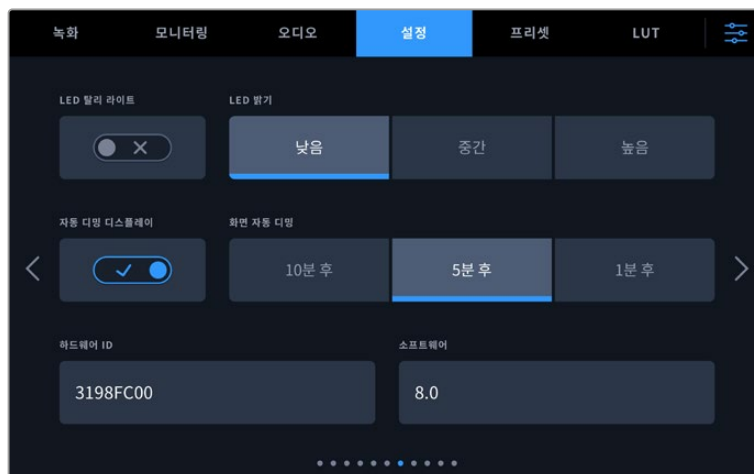 녹화 모니터링 오디오 설정 프리셋 LUT
LED 탈리 라이트 LED 밝기
낮음 중간 높음
자동 디밍 디스플레이 화면 자동 디밍
10분 후 5분 후 1분 후
하드웨어 ID 소프트웨어
3198FC00 8.0